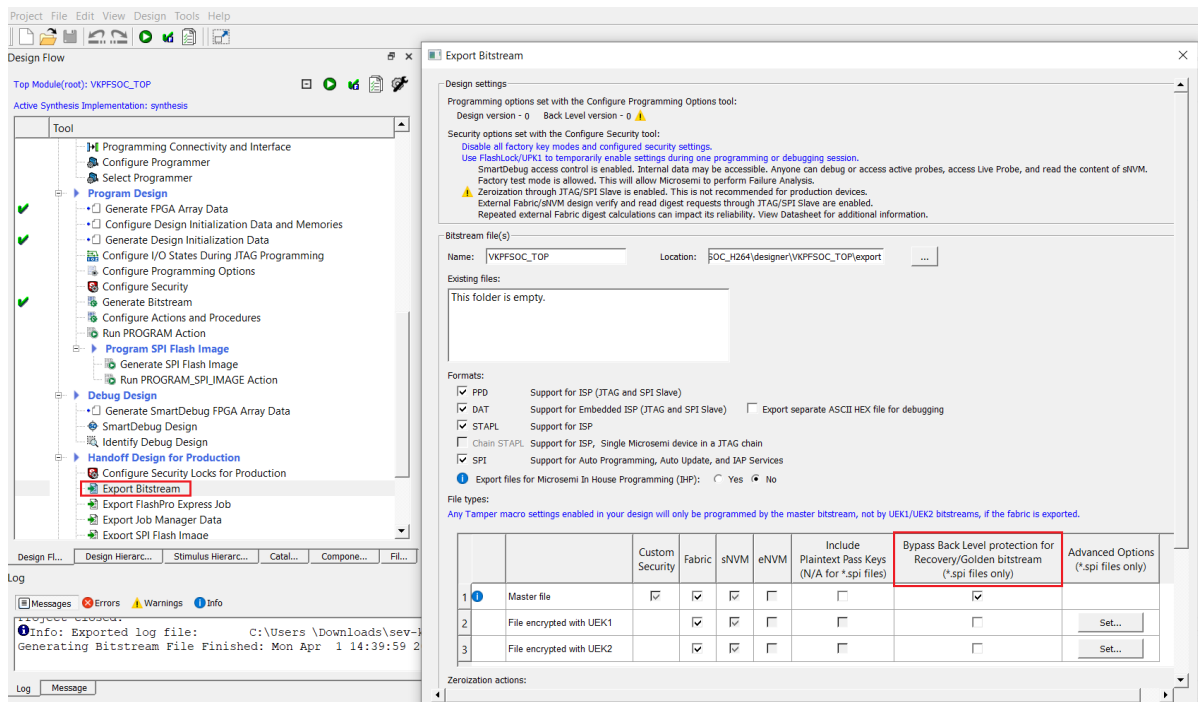 Project File Edit View Design Tools Help
Design Flow
Top Module(root): VKPFSOC_TOP
Active Synthesis Implementation: synthesis
Tool
Programming Connectivity and Interface
Configure Programmer
Select Programmer
Program Design
Generate FPGA Array Data
Configure Design Initialization Data and Memories
Generate Design Initialization Data
Configure I/O States During JTAG Programming
Configure Programming Options
Configure Security
Generate Bitstream
Configure Actions and Procedures
Run PROGRAM Action
Program SPI Flash Image
Generate SPI Flash Image
Run PROGRAM_SPI_IMAGE Action
Debug Design
Generate SmartDebug FPGA Array Data
SmartDebug Design
Identify Debug Design
Handoff Design for Production
Configure Security Locks for Production
Export Bitstream
Export FlashPro Express Job
Export Job Manager Data
Export SPI Flash Image
Design Fl... Design Hierarc... Stimulus Hierarc... Catal... Compone... Fil...
Log
Messages Errors Warnings Info
Project closed.
Info: Exported log file: C:\Users \Downloads\sev-k
Generating Bitstream File Finished: Mon Apr 1 14:39:59 2
Log Message
Export Bitstream
Design settings
Programming options set with the Configure Programming Options tool:
Design version - 0 Back Level version - 0
Security options set with the Configure Security tool:
Disable all factory key modes and configured security settings.
Use FlashLock/UPK1 to temporarily enable settings during one programming or debugging session.
SmartDebug access control is enabled. Internal data may be accessible. Anyone can debug or access active probes, access Live Probe, and read the content of sNVM.
Factory test mode is allowed. This will allow Microsemi to perform Failure Analysis.
Zeroization through JTAG/SPI Slave is enabled. This is not recommended for production devices.
External Fabric/sNVM design verify and read digest requests through JTAG/SPI Slave are enabled.
Repeated external Fabric digest calculations can impact its reliability. View Datasheet for additional information.
Bitstream file(s)
Name: VKPFSOC_TOP Location: SOC_H264\designer\VKPFSOC_TOP\export ...
Existing files:
This folder is empty.
Formats:
PPD Support for ISP (JTAG and SPI Slave)
DAT Support for Embedded ISP (JTAG and SPI Slave) Export separate ASCII HEX file for debugging
STAPL Support for ISP
Chain STAPL Support for ISP, Single Microsemi device in a JTAG chain
SPI Support for Auto Programming, Auto Update, and IAP Services
Export files for Microsemi In House Programming (IHP): Yes No
File types:
Any Tamper macro settings enabled in your design will only be programmed by the master bitstream, not by UEK1/UEK2 bitstreams, if the fabric is exported.
Custom Security Fabric sNVM eNVM Include Plaintext Pass Keys (N/A for *.spi files) Bypass Back Level protection for Recovery/Golden bitstream (*.spi files only) Advanced Options (*.spi files only)
1 Master file
2 File encrypted with UEK1 Set...
3 File encrypted with UEK2 Set...
Zeroization actions: